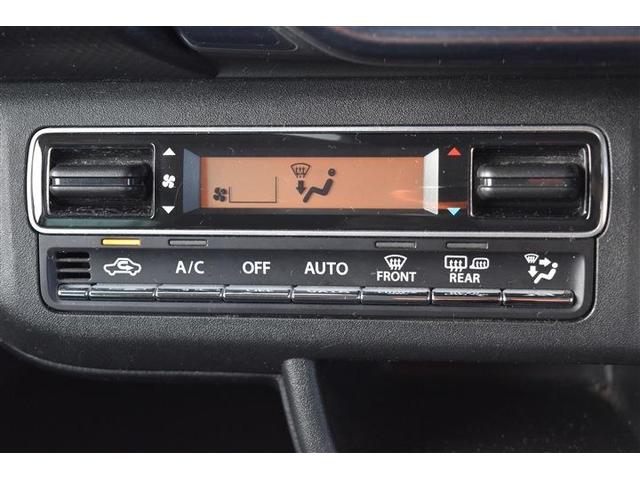 A/C OFF AUTO FRONT REAR